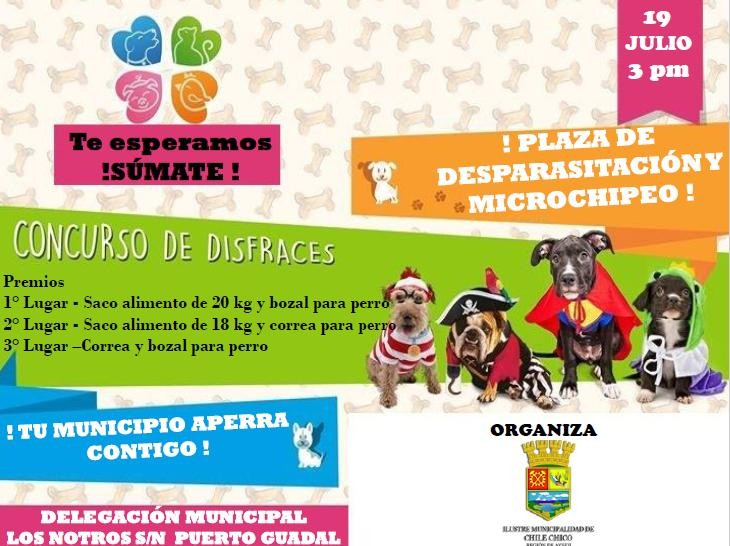 19
JULIO
3 pm
Te esperamos
!SÚMATE !
! PLAZA DE
DESPARASITACIÓN Y
MICROCHIPEO !
CONCURSO DE DISFRACES
Premios
1° Lugar - Saco alimento de 20 kg y bozal para perro
2° Lugar - Saco alimento de 18 kg y correa para perro
3° Lugar –Correa y bozal para perro
! TU MUNICIPIO APERRA
CONTIGO !
ORGANIZA
ILUSTRE MUNICIPALIDAD DE
CHILE CHICO
REGIÓN DE AYSEN
DELEGACIÓN MUNICIPAL
LOS NOTROS S/N PUERTO GUADAL